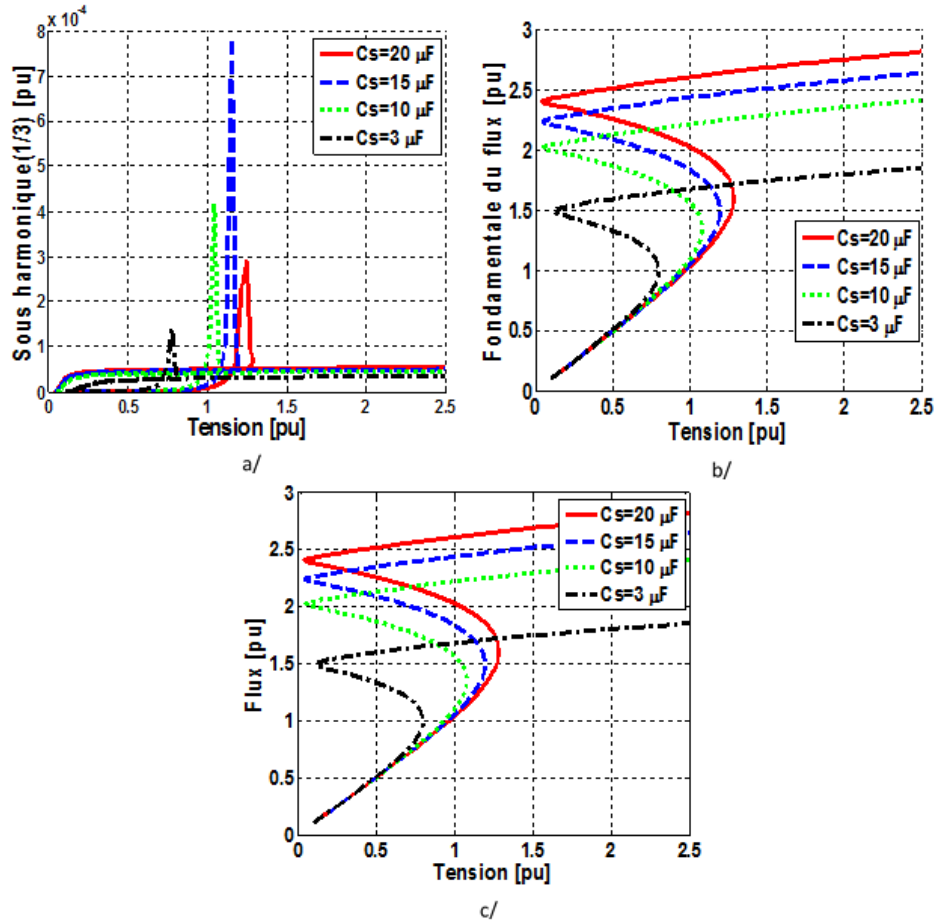 x 10⁻⁴
8
7
6
5
4
3
2
1
0
Sous harmonique(1/3) [pu]
Cs=20 μF
Cs=15 μF
Cs=10 μF
Cs=3 μF
0 0.5 1 1.5 2 2.5
Tension [pu]
a/
3
2.5
2
1.5
1
0.5
0
Fondamentale du flux [pu]
Cs=20 μF
Cs=15 μF
Cs=10 μF
Cs=3 μF
0 0.5 1 1.5 2 2.5
Tension [pu]
b/
3
2.5
2
1.5
1
0.5
0
Flux [pu]
Cs=20 μF
Cs=15 μF
Cs=10 μF
Cs=3 μF
0 0.5 1 1.5 2 2.5
Tension [pu]
c/